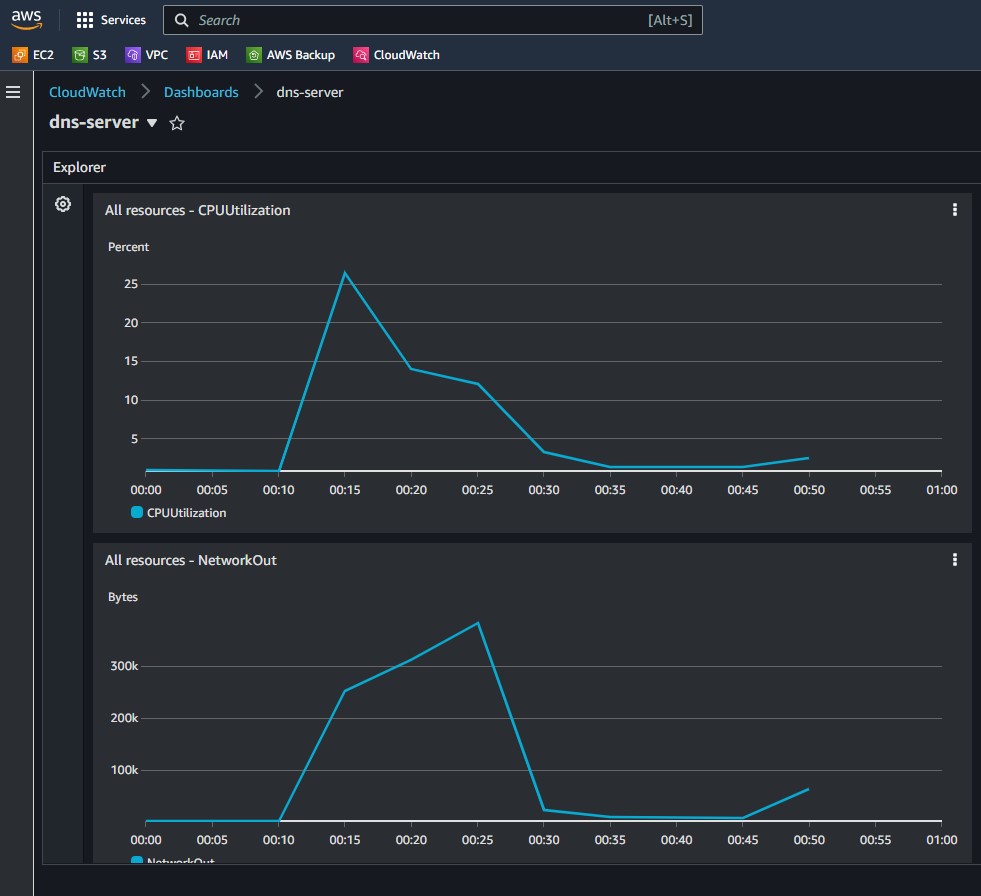 aws Services Search [Alt+S]
EC2 S3 VPC IAM AWS Backup CloudWatch
CloudWatch Dashboards dns-server
dns-server
Explorer
All resources - CPUUtilization
Percent
25
20
15
10
5
00:00 00:05 00:10 00:15 00:20 00:25 00:30 00:35 00:40 00:45 00:50 00:55 01:00
CPUUtilization
All resources - NetworkOut
Bytes
300k
200k
100k
00:00 00:05 00:10 00:15 00:20 00:25 00:30 00:35 00:40 00:45 00:50 00:55 01:00
NetworkOut